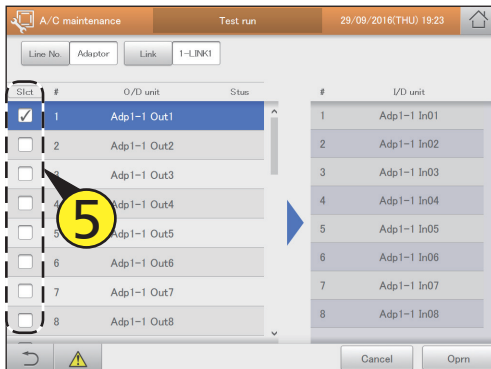 A/C maintenance Test run 29/09/2016(THU) 19:23
Line No. Adaptor Link 1-LINK1
Slct # O/D unit Stus # I/D unit
1 Adp1-1 Out1 1 Adp1-1 In01
2 Adp1-1 Out2 2 Adp1-1 In02
3 Adp1-1 Out3 3 Adp1-1 In03
4 Adp1-1 Out4 4 Adp1-1 In04
5 Adp1-1 Out5 5 Adp1-1 In05
6 Adp1-1 Out6 6 Adp1-1 In06
7 Adp1-1 Out7 7 Adp1-1 In07
8 Adp1-1 Out8 8 Adp1-1 In08
5
Cancel Oprn